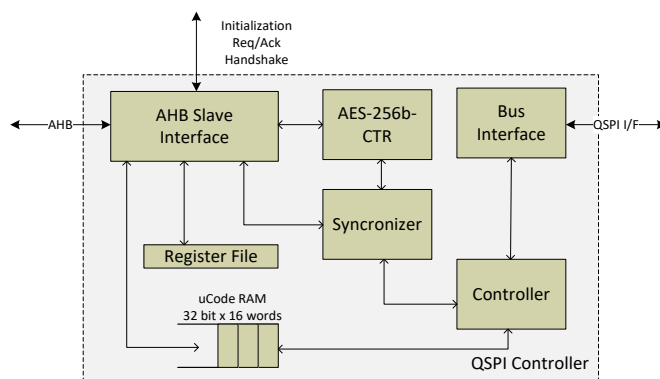 Initialization
Req/Ack
Handshake
AHB
AHB Slave
Interface
AES-256b-
CTR
Bus
Interface
QSPI I/F
Syncronizer
Register File
Controller
uCode RAM
32 bit x 16 words
QSPI Controller